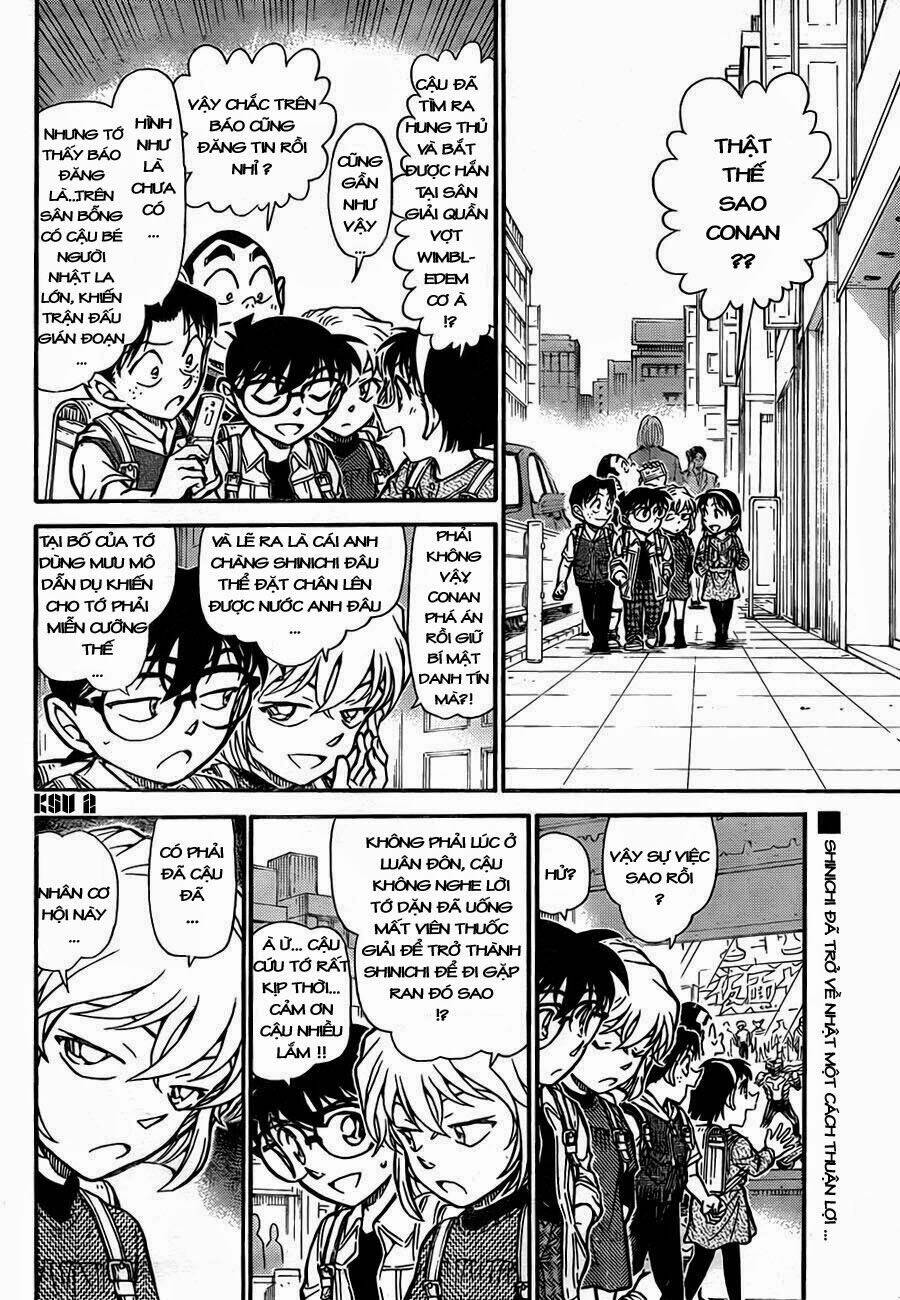 THẬT
THẾ
SAO
CONAN
??
CẬU ĐÃ
TÌM RA
HUNG THỦ
VÀ BẮT
ĐƯỢC HẮN
TẠI SÂN
GIẢI QUẦN
VỢT
WIMBL-
EDEM
CƠ À
!?
CŨNG
GẦN
NHƯ
VẬY
...
VẬY CHẮC TRÊN
BÁO CŨNG
ĐĂNG TIN RỒI
NHỈ ?
HÌNH
NHƯ
LÀ
CHƯA
CÓ
...
NHƯNG TỚ
THẤY BÁO
ĐĂNG
LÀ...TRÊN
SÂN BỖNG
CÓ CẬU BÉ
NGƯỜI
NHẬT LA
LỚN, KHIẾN
TRẬN ĐẤU
GIÁN ĐOẠN
...
PHẢI
KHÔNG
VẬY,
CONAN
PHÁ ÁN
RỒI GIỮ
BÍ MẬT
DANH TÍN
MÀ?!
VÀ LẼ RA LÀ CÁI ANH
CHÀNG SHINICHI ĐÂU
THỂ ĐẶT CHÂN LÊN
ĐƯỢC NƯỚC ANH ĐÂU
...
TẠI BỐ CỦA TỚ
DÙNG MƯU MÔ
DẪN DỤ KHIẾN
CHO TỚ PHẢI
MIỄN CƯỠNG
THẾ
KSV 2
SHINICHI ĐÃ TRỞ VỀ NHẬT MỘT CÁCH THUẬN LỢI ...
VẬY SỰ VIỆC
SAO RỒI
?
HỬ?
KHÔNG PHẢI LÚC Ở
LUÂN ĐÔN, CẬU
KHÔNG NGHE LỜI
TỚ DẶN ĐÃ UỐNG
MẤT VIÊN THUỐC
GIẢI ĐỂ TRỞ THÀNH
SHINICHI ĐỂ ĐI GẶP
RAN ĐÓ SAO
!?
À Ừ... CẬU
CỨU TỚ RẤT
KỊP THỜI...
CẢM ƠN
CẬU NHIỀU
LẮM !!
CÓ PHẢI
ĐÃ CẬU
ĐÃ
...
NHÂN CƠ
HỘI NÀY
...